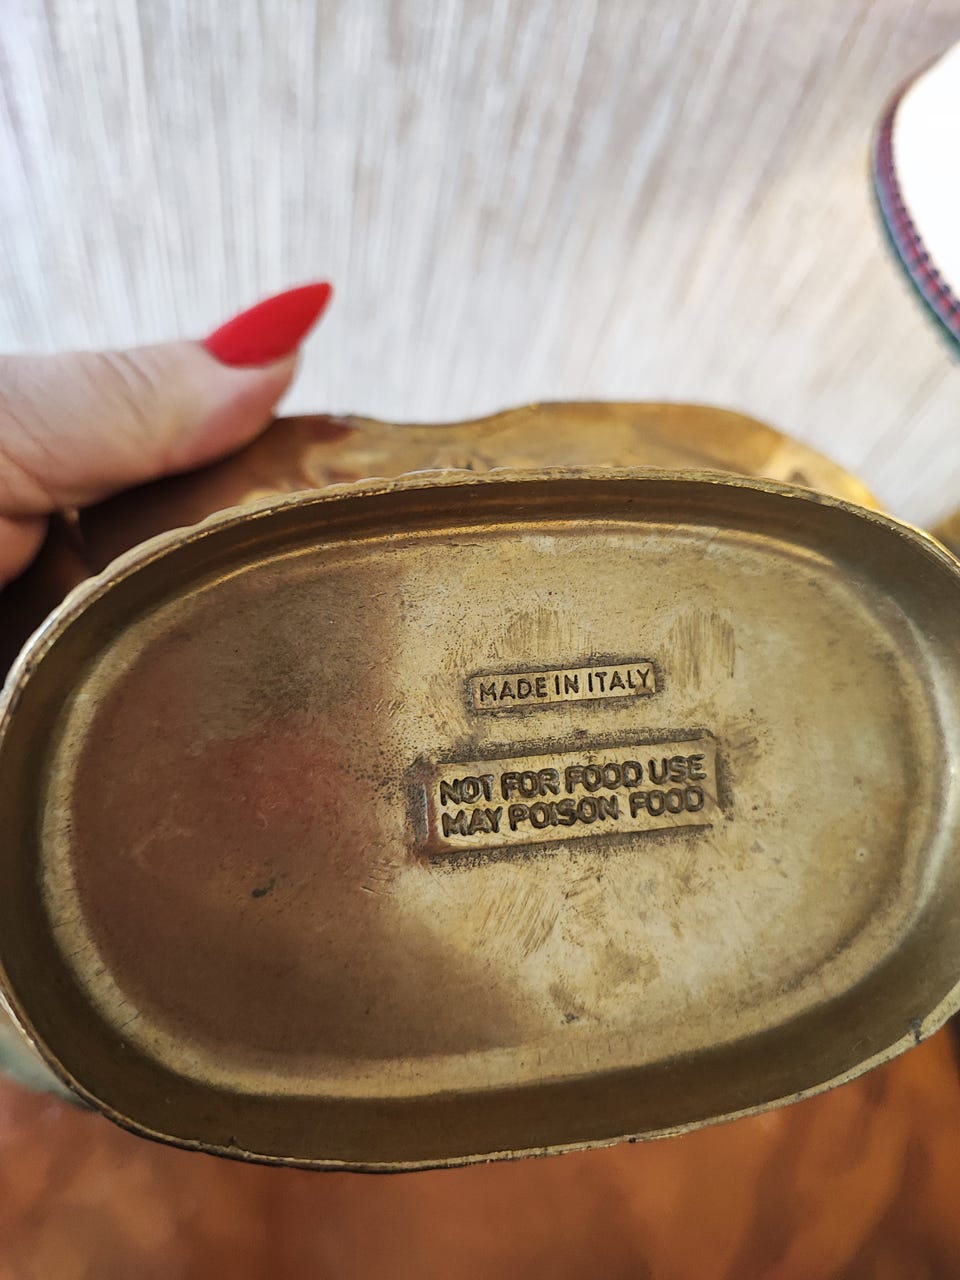 MADE IN ITALY
NOT FOR FOOD USE
MAY POISON FOOD